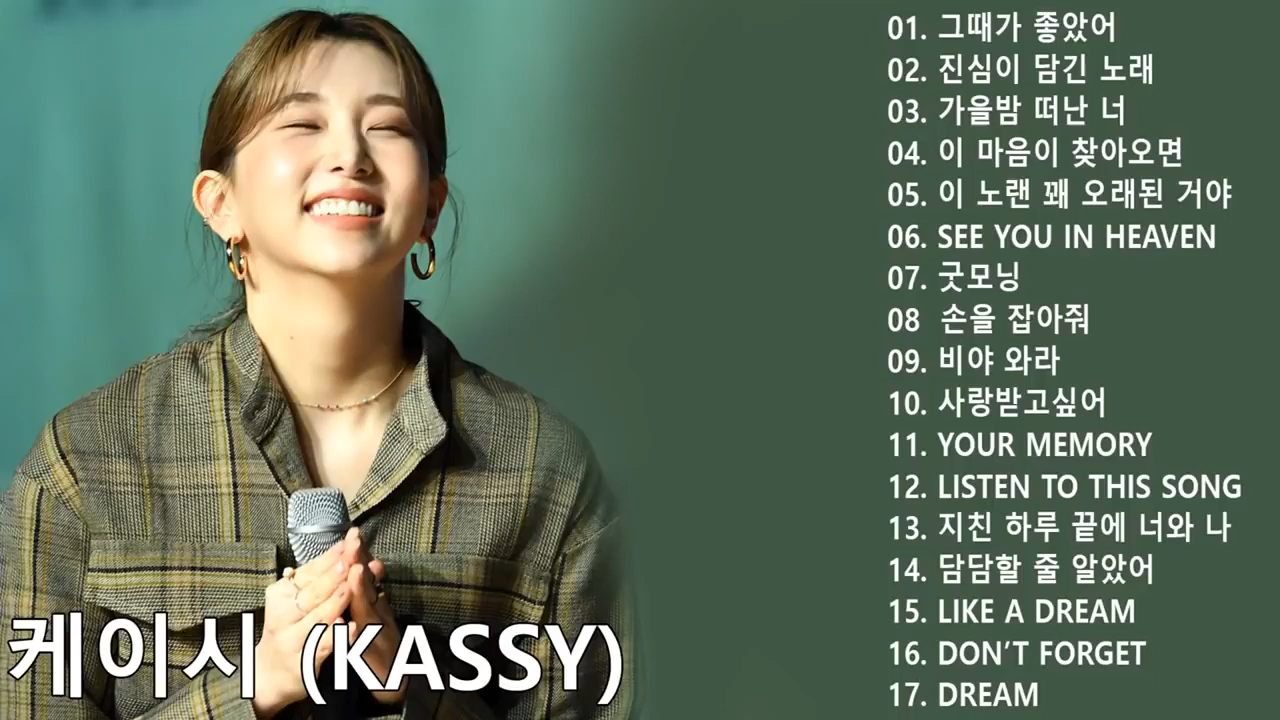 01. 그때가 좋았어
02. 진심이 담긴 노래
03. 가을밤 떠난 너
04. 이 마음이 찾아오면
05. 이 노랜 꽤 오래된 거야
06. SEE YOU IN HEAVEN
07. 굿모닝
08 손을 잡아줘
09. 비야 와라
10. 사랑받고싶어
11. YOUR MEMORY
12. LISTEN TO THIS SONG
13. 지친 하루 끝에 너와 나
14. 담담할 줄 알았어
15. LIKE A DREAM
16. DON’T FORGET
17. DREAM
케이시 (KASSY)